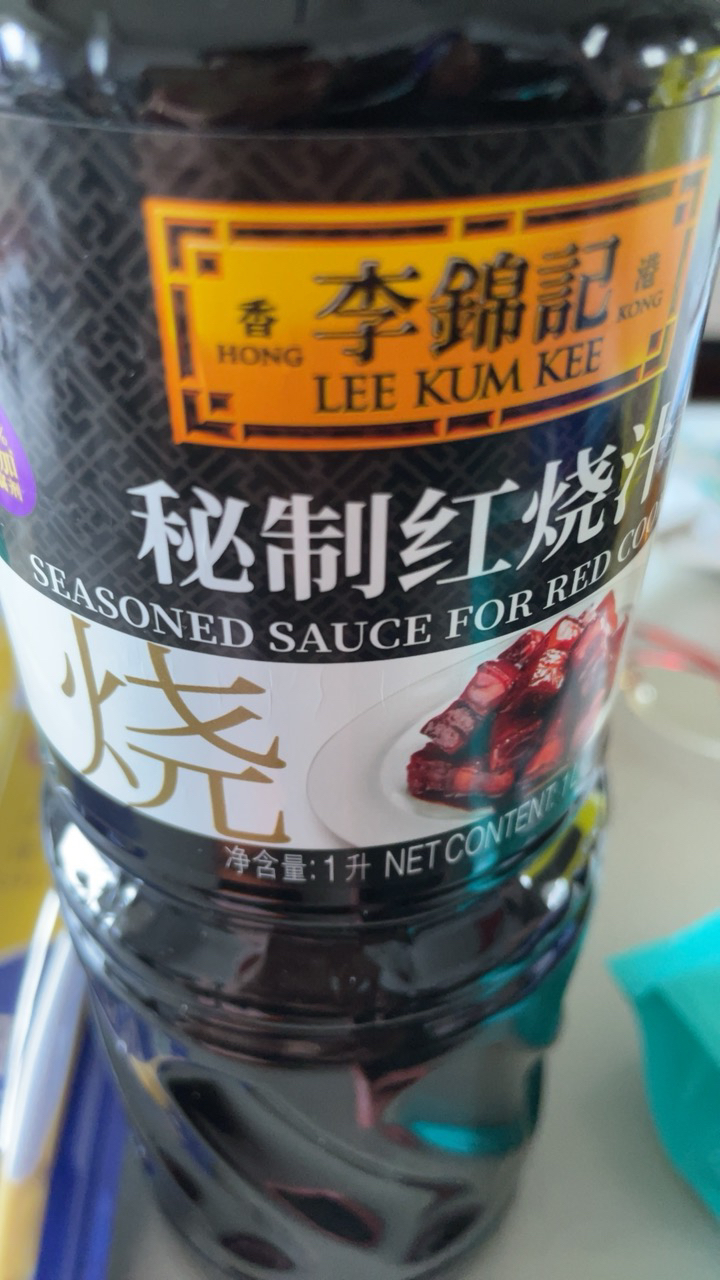 香 李錦記 港
HONG LEE KUM KEE KONG
秘制红烧汁
SEASONED SAUCE FOR RED
烧
净含量:1升 NET CONTENT: 1